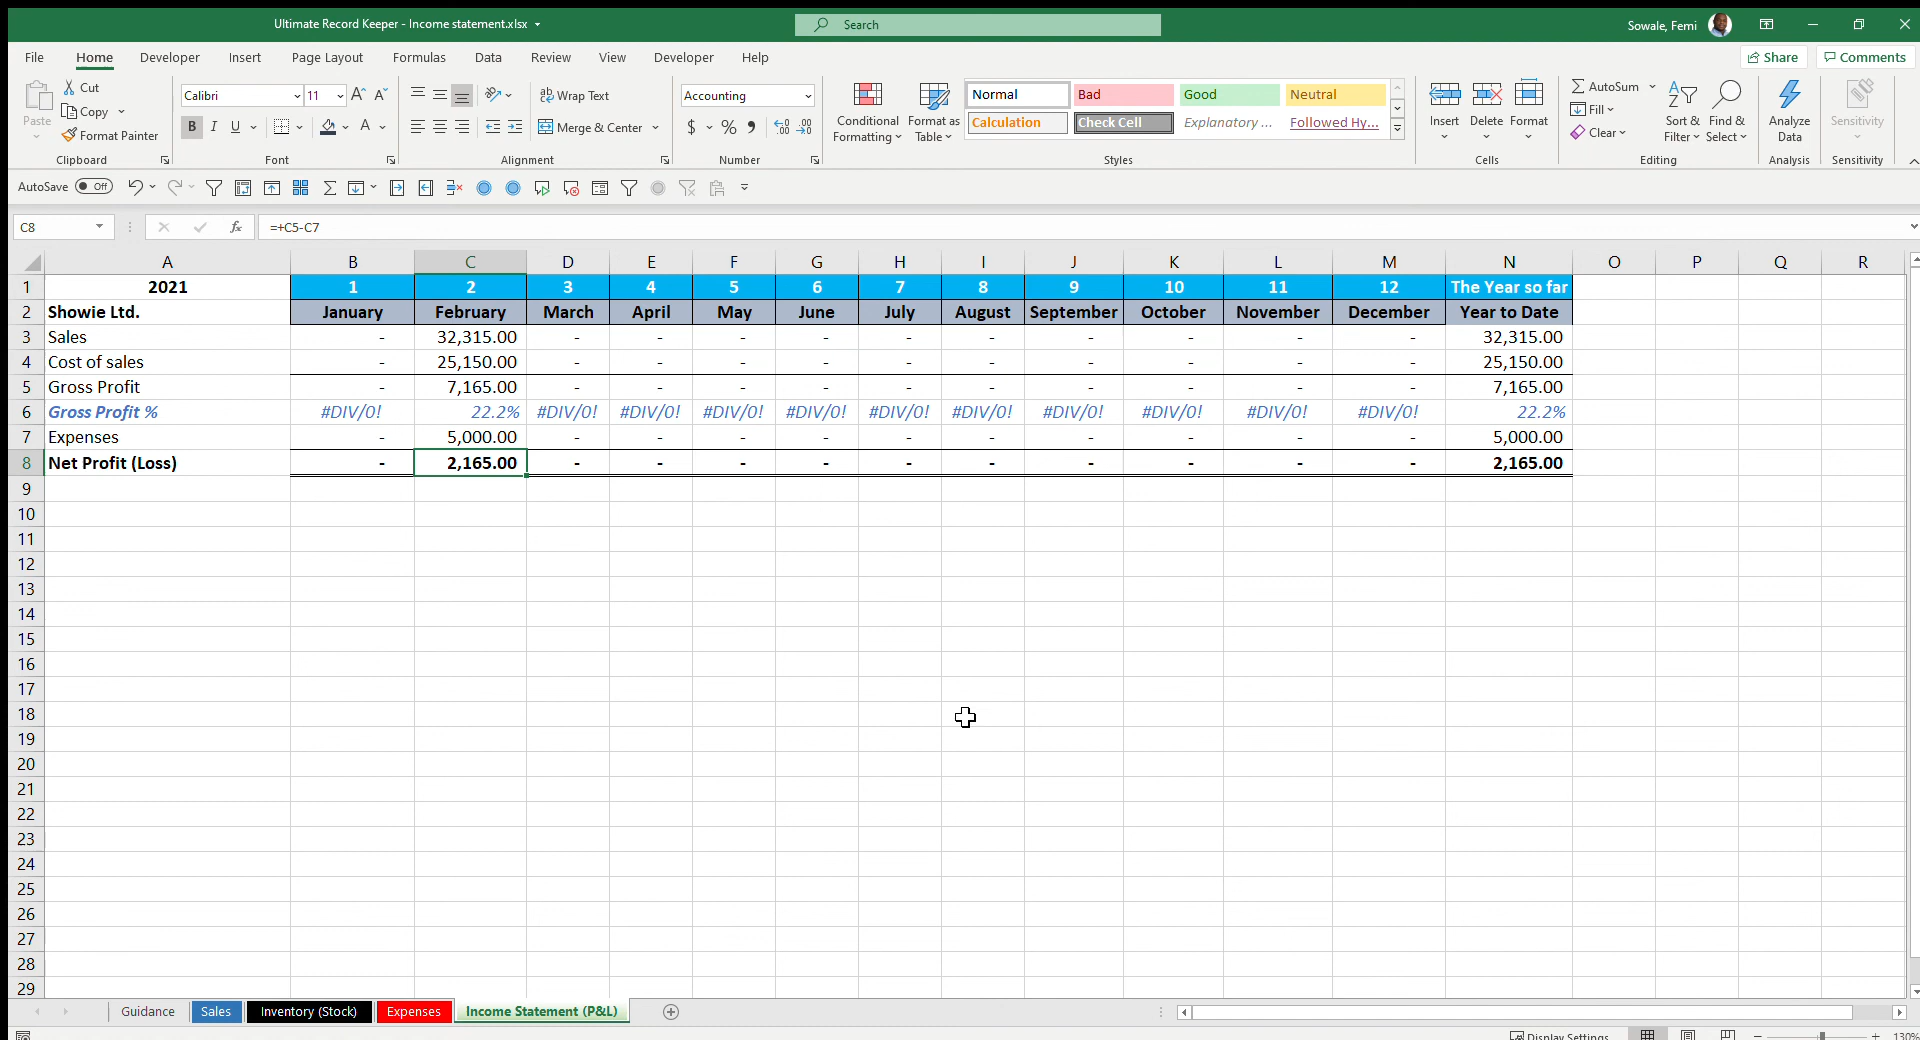 Ultimate Record Keeper - Income statement.xlsx
Search
Sowale, Femi
File Home Developer Insert Page Layout Formulas Data Review View Developer Help
Share Comments
Paste Cut Copy Format Painter
Calibri 11
B I U A
Wrap Text
Merge & Center
Accounting
$ %
Conditional Formatting
Format as Table
Normal Bad Good Neutral
Calculation Check Cell Explanatory ... Followed Hy...
Insert Delete Format
AutoSum
Fill
Clear
Sort & Filter
Find & Select
Analyze Data
Sensitivity
Clipboard Font Alignment Number Styles Cells Editing Analysis Sensitivity
AutoSave Off
C8 fx =+C5-C7
A B C D E F G H I J K L M N O P Q R
1 2021 1 2 3 4 5 6 7 8 9 10 11 12 The Year so far
2 Showie Ltd. January February March April May June July August September October November December Year to Date
3 Sales - 32,315.00 - - - - - - - - - - 32,315.00
4 Cost of sales - 25,150.00 - - - - - - - - - - 25,150.00
5 Gross Profit - 7,165.00 - - - - - - - - - - 7,165.00
6 Gross Profit % #DIV/0! 22.2% #DIV/0! #DIV/0! #DIV/0! #DIV/0! #DIV/0! #DIV/0! #DIV/0! #DIV/0! #DIV/0! #DIV/0! 22.2%
7 Expenses - 5,000.00 - - - - - - - - - - 5,000.00
8 Net Profit (Loss) - 2,165.00 - - - - - - - - - - 2,165.00
9
10
11
12
13
14
15
16
17
18
19
20
21
22
23
24
25
26
27
28
29
Guidance Sales Inventory (Stock) Expenses Income Statement (P&L)
Display Settings 130%